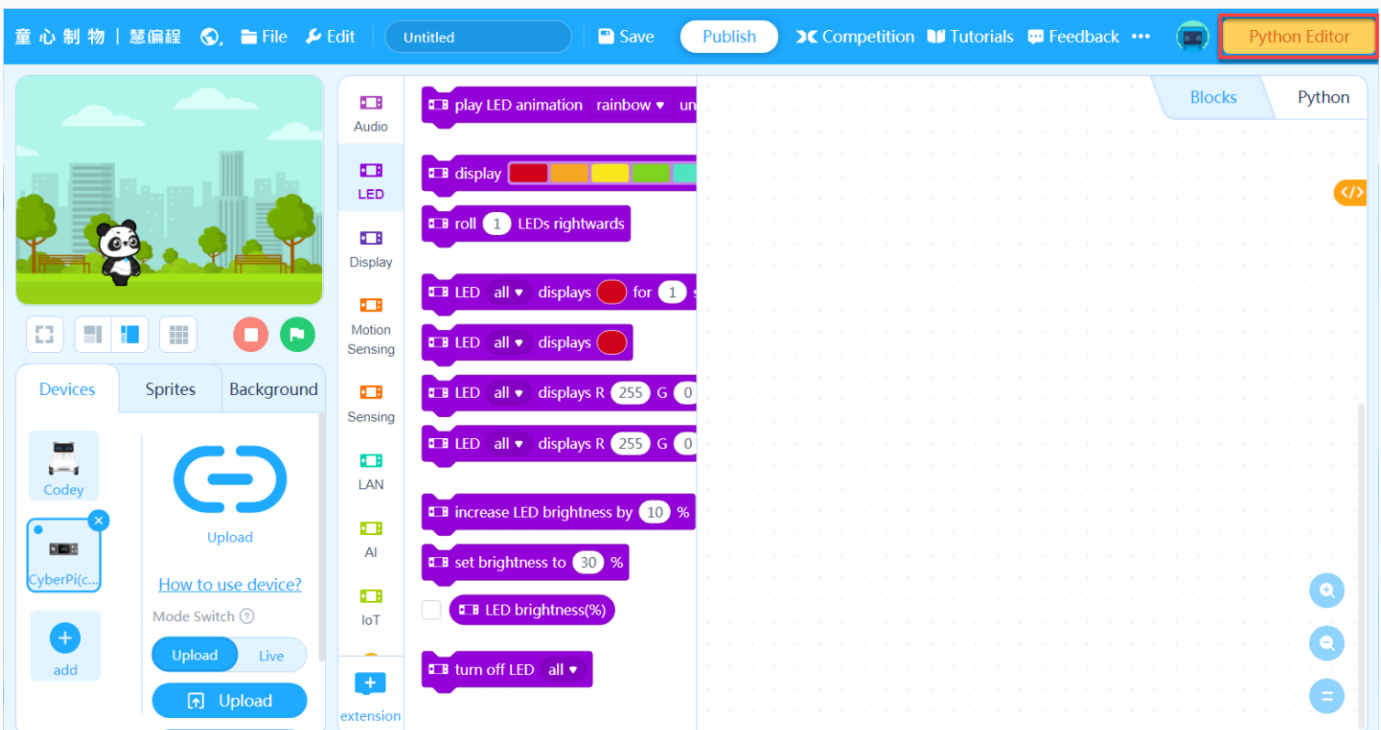 童心制物 | 慧编程 File Edit Untitled Save Publish Competition Tutorials Feedback ••• Python Editor
Blocks Python
Audio
LED
Display
Motion
Sensing
Sensing
LAN
AI
IoT
extension
play LED animation rainbow ▾ un
display
roll 1 LEDs rightwards
LED all ▾ displays for 1 s
LED all ▾ displays
LED all ▾ displays R 255 G 0
LED all ▾ displays R 255 G 0
increase LED brightness by 10 %
set brightness to 30 %
LED brightness(%)
turn off LED all ▾
</>
Devices Sprites Background
Codey
CyberPi(c...
add
Upload
How to use device?
Mode Switch ?
Upload Live
Upload